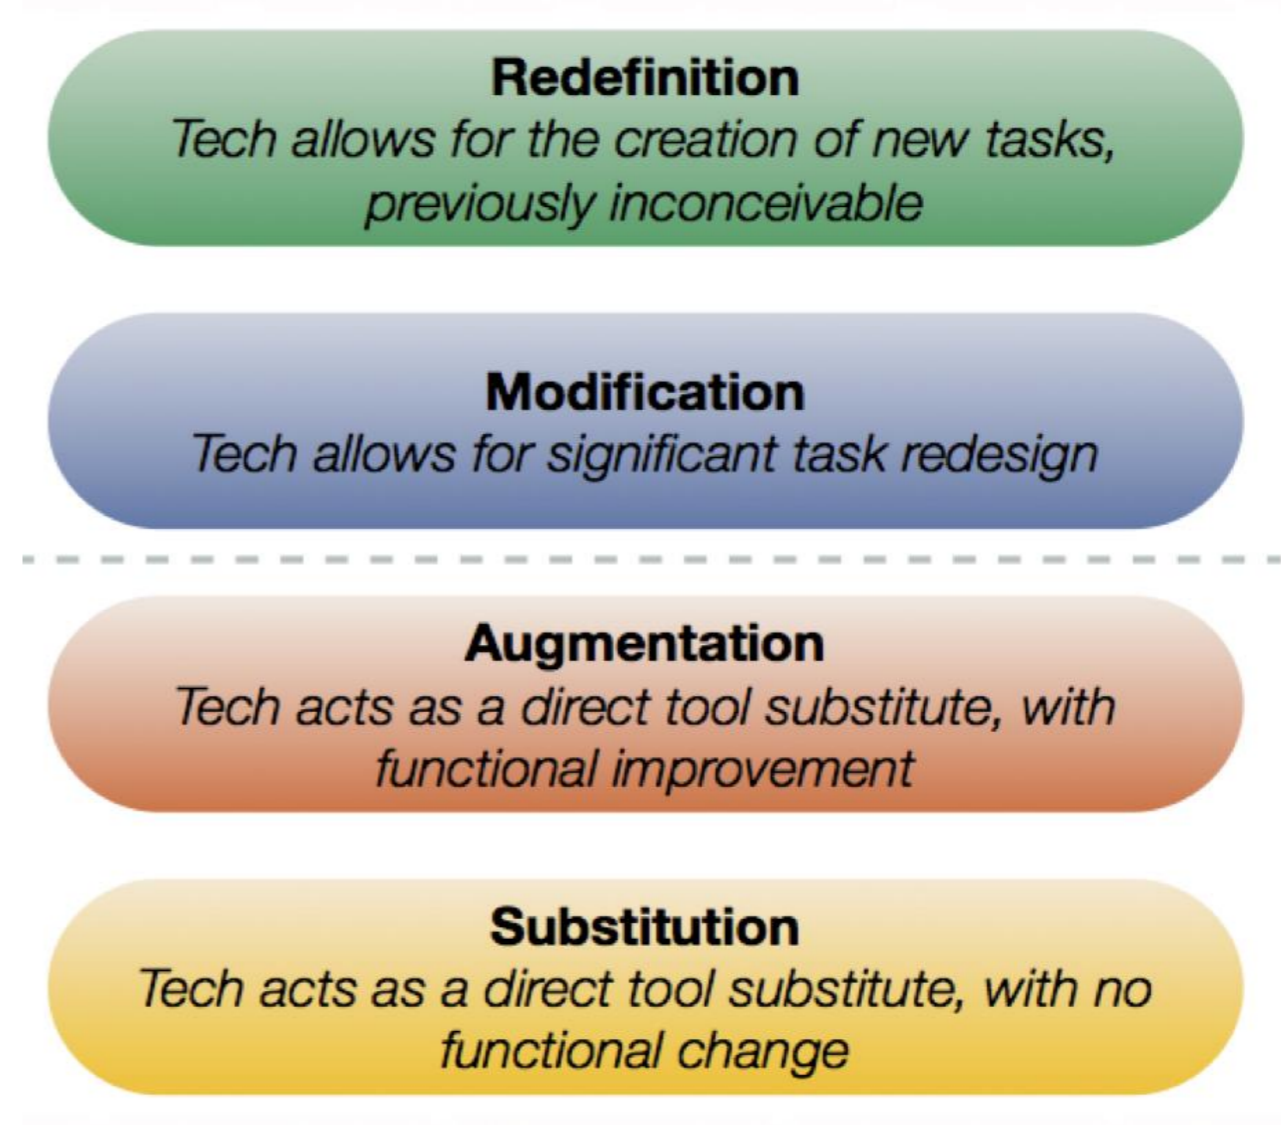 Redefinition
Tech allows for the creation of new tasks,
previously inconceivable
Modification
Tech allows for significant task redesign
Augmentation
Tech acts as a direct tool substitute, with
functional improvement
Substitution
Tech acts as a direct tool substitute, with no
functional change